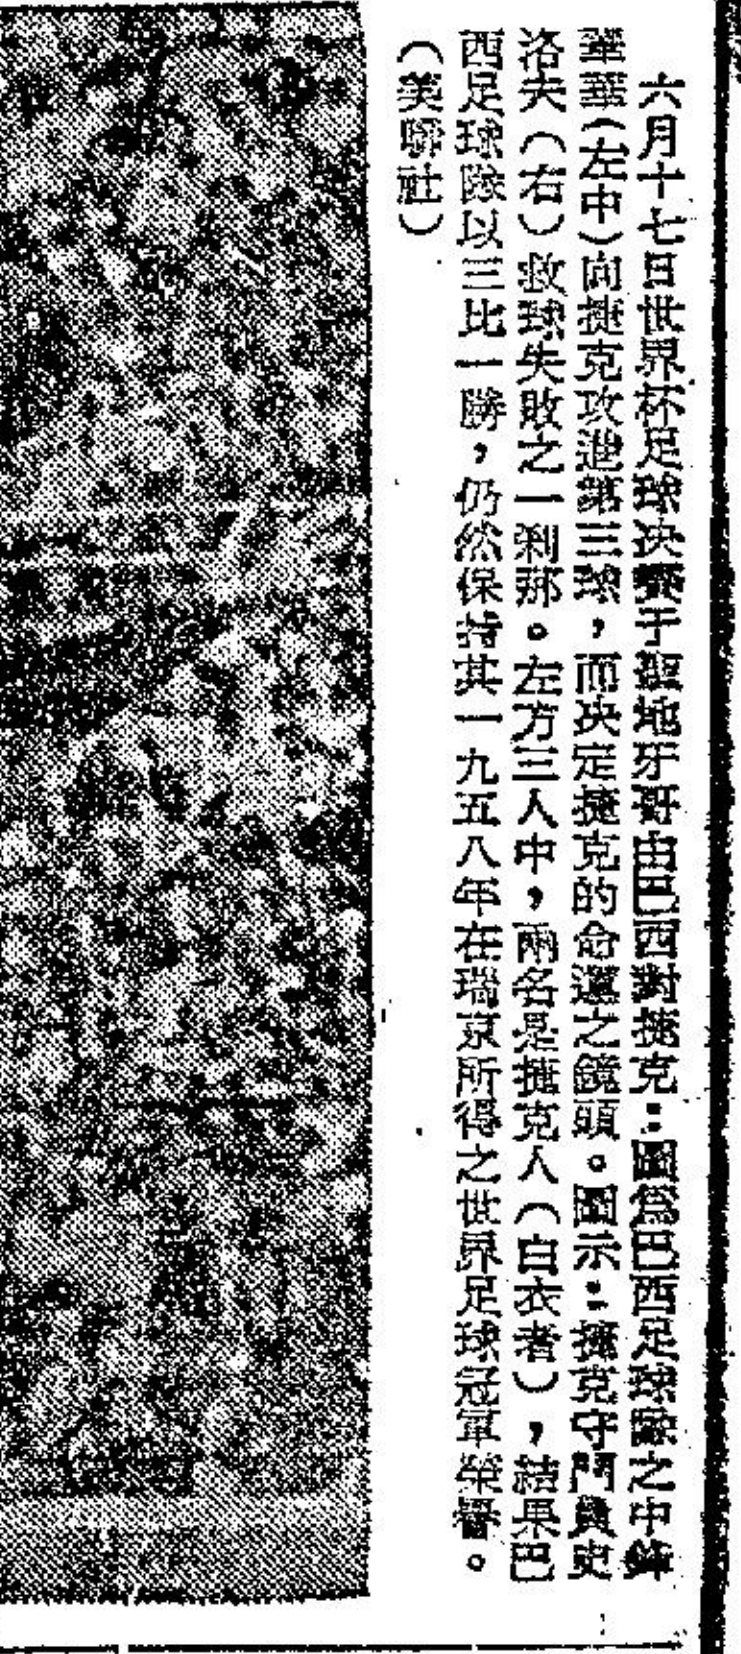 六月十七日世界杯足球決賽于聖地牙哥由巴西對捷克：圖爲巴西足球隊之中鋒
華華（左中）向捷克攻進第三球，而決定捷克的命運之鏡頭。圖示：捷克守門員史
洛夫（右）救球失敗之一刹那。左方三人中，兩名是捷克人（白衣者），結果巴
西足球隊以三比一勝，仍然保持其一九五八年在瑞京所得之世界足球冠軍榮譽。
（美聯社）